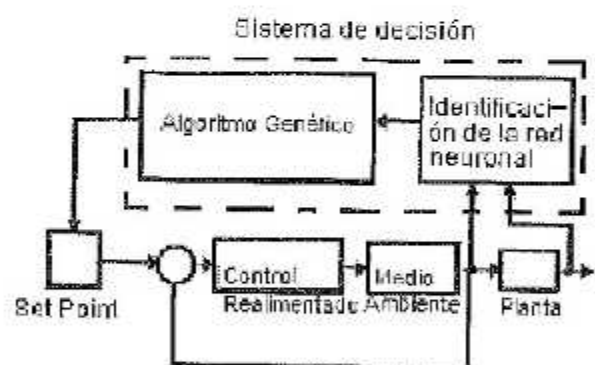 Sistema de decisión
Algoritmo Genético
Identificaci-
ón de la red
neuronal
Set Point
Control
Realimentado
Medio
Ambiente
Planta